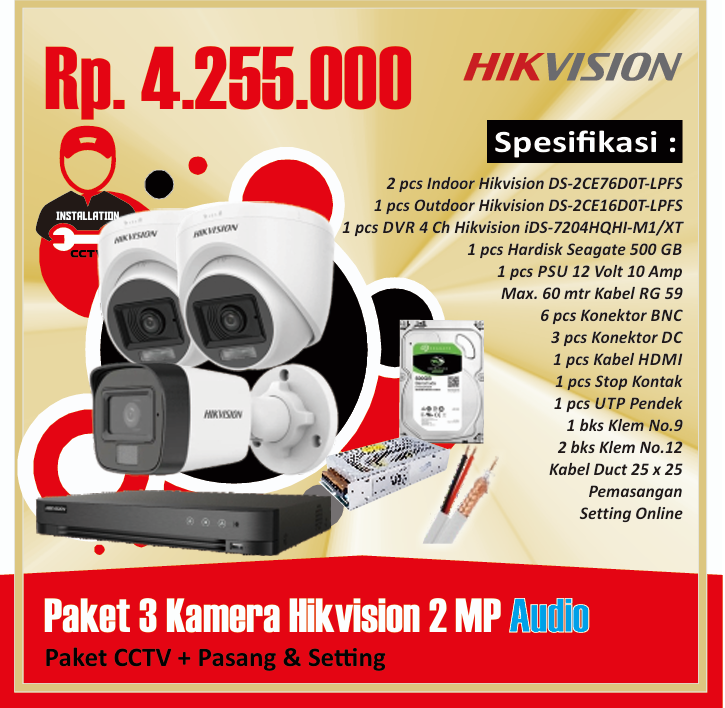 Rp. 4.255.000
HIKVISION
Spesifikasi :
2 pcs Indoor Hikvision DS-2CE76D0T-LPFS
1 pcs Outdoor Hikvision DS-2CE16D0T-LPFS
1 pcs DVR 4 Ch Hikvision iDS-7204HQHI-M1/XT
1 pcs Hardisk Seagate 500 GB
1 pcs PSU 12 Volt 10 Amp
Max. 60 mtr Kabel RG 59
6 pcs Konektor BNC
3 pcs Konektor DC
1 pcs Kabel HDMI
1 pcs Stop Kontak
1 pcs UTP Pendek
1 bks Klem No.9
2 bks Klem No.12
Kabel Duct 25 x 25
Pemasangan
Setting Online
INSTALLATION
CCTV
HIKVISION
HIKVISION
HIKVISION
Paket 3 Kamera Hikvision 2 MP Audio
Paket CCTV + Pasang & Setting